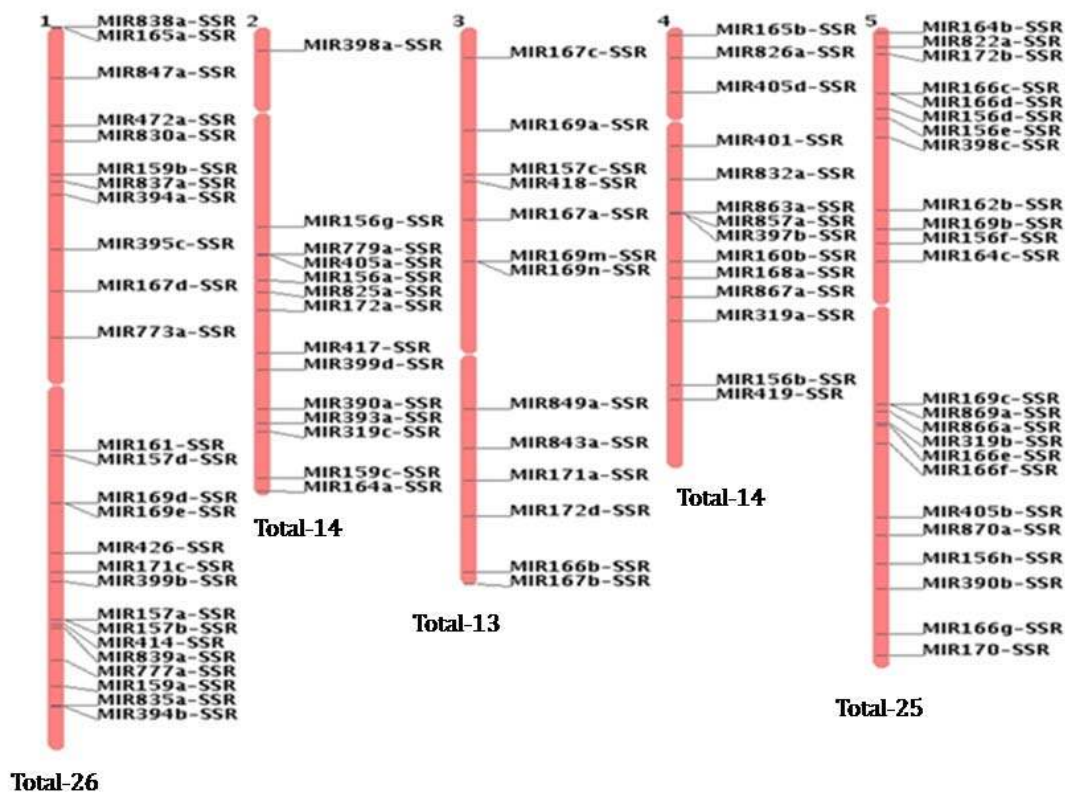 1
MIR838a-SSR
MIR165a-SSR
MIR847a-SSR
MIR472a-SSR
MIR830a-SSR
MIR159b-SSR
MIR837a-SSR
MIR394a-SSR
MIR395c-SSR
MIR167d-SSR
MIR773a-SSR
MIR161-SSR
MIR157d-SSR
MIR169d-SSR
MIR169e-SSR
MIR426-SSR
MIR171c-SSR
MIR399b-SSR
MIR157a-SSR
MIR157b-SSR
MIR414-SSR
MIR839a-SSR
MIR777a-SSR
MIR159a-SSR
MIR835a-SSR
MIR394b-SSR
Total-26
2
MIR398a-SSR
MIR156g-SSR
MIR779a-SSR
MIR405a-SSR
MIR156a-SSR
MIR825a-SSR
MIR172a-SSR
MIR417-SSR
MIR399d-SSR
MIR390a-SSR
MIR393a-SSR
MIR319c-SSR
MIR159c-SSR
MIR164a-SSR
Total-14
3
MIR167c-SSR
MIR169a-SSR
MIR157c-SSR
MIR418-SSR
MIR167a-SSR
MIR169m-SSR
MIR169n-SSR
MIR849a-SSR
MIR843a-SSR
MIR171a-SSR
MIR172d-SSR
MIR166b-SSR
MIR167b-SSR
Total-13
4
MIR165b-SSR
MIR826a-SSR
MIR405d-SSR
MIR401-SSR
MIR832a-SSR
MIR863a-SSR
MIR857a-SSR
MIR397b-SSR
MIR160b-SSR
MIR168a-SSR
MIR867a-SSR
MIR319a-SSR
MIR156b-SSR
MIR419-SSR
Total-14
5
MIR164b-SSR
MIR822a-SSR
MIR172b-SSR
MIR166c-SSR
MIR166d-SSR
MIR156d-SSR
MIR156e-SSR
MIR398c-SSR
MIR162b-SSR
MIR169b-SSR
MIR156f-SSR
MIR164c-SSR
MIR169c-SSR
MIR869a-SSR
MIR866a-SSR
MIR319b-SSR
MIR166e-SSR
MIR166f-SSR
MIR405b-SSR
MIR870a-SSR
MIR156h-SSR
MIR390b-SSR
MIR166g-SSR
MIR170-SSR
Total-25